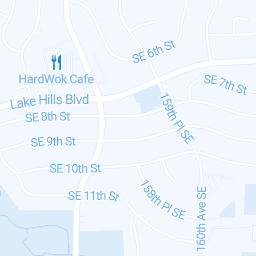 SE 6th St
HardWok Cafe
SE 7th St
Lake Hills Blvd
159th Pl SE
SE 8th St
SE 9th St
SE 10th St
SE 11th St
158th Pl SE
160th Ave SE